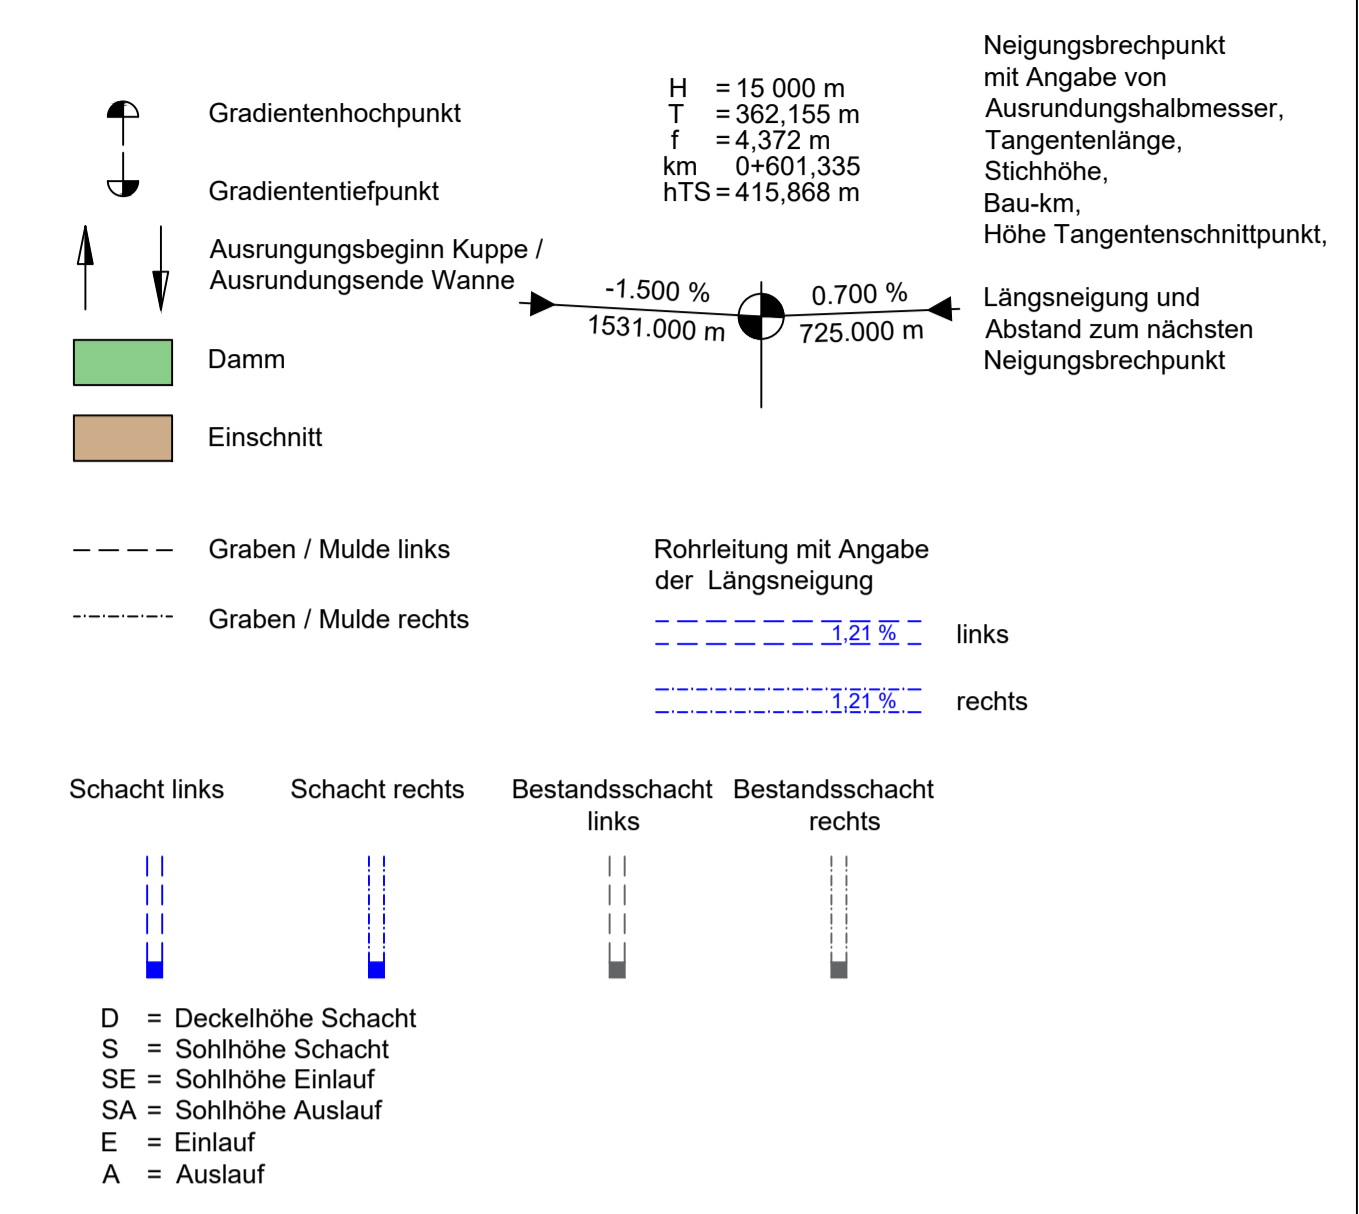 Gradientenhochpunkt
Gradiententiefpunkt
Ausrungungsbeginn Kuppe /
Ausrundungsende Wanne
Damm
Einschnitt
H = 15 000 m
T = 362,155 m
f = 4,372 m
km 0+601,335
hTS = 415,868 m
-1.500 %
1531.000 m
0.700 %
725.000 m
Neigungsbrechpunkt
mit Angabe von
Ausrundungshalbmesser,
Tangentenlänge,
Stichhöhe,
Bau-km,
Höhe Tangentenschnittpunkt,
Längsneigung und
Abstand zum nächsten
Neigungsbrechpunkt
Graben / Mulde links
Graben / Mulde rechts
Rohrleitung mit Angabe
der Längsneigung
1,21 %
links
1,21 %
rechts
Schacht links
Schacht rechts
Bestandsschacht
links
Bestandsschacht
rechts
D = Deckelhöhe Schacht
S = Sohlhöhe Schacht
SE = Sohlhöhe Einlauf
SA = Sohlhöhe Auslauf
E = Einlauf
A = Auslauf